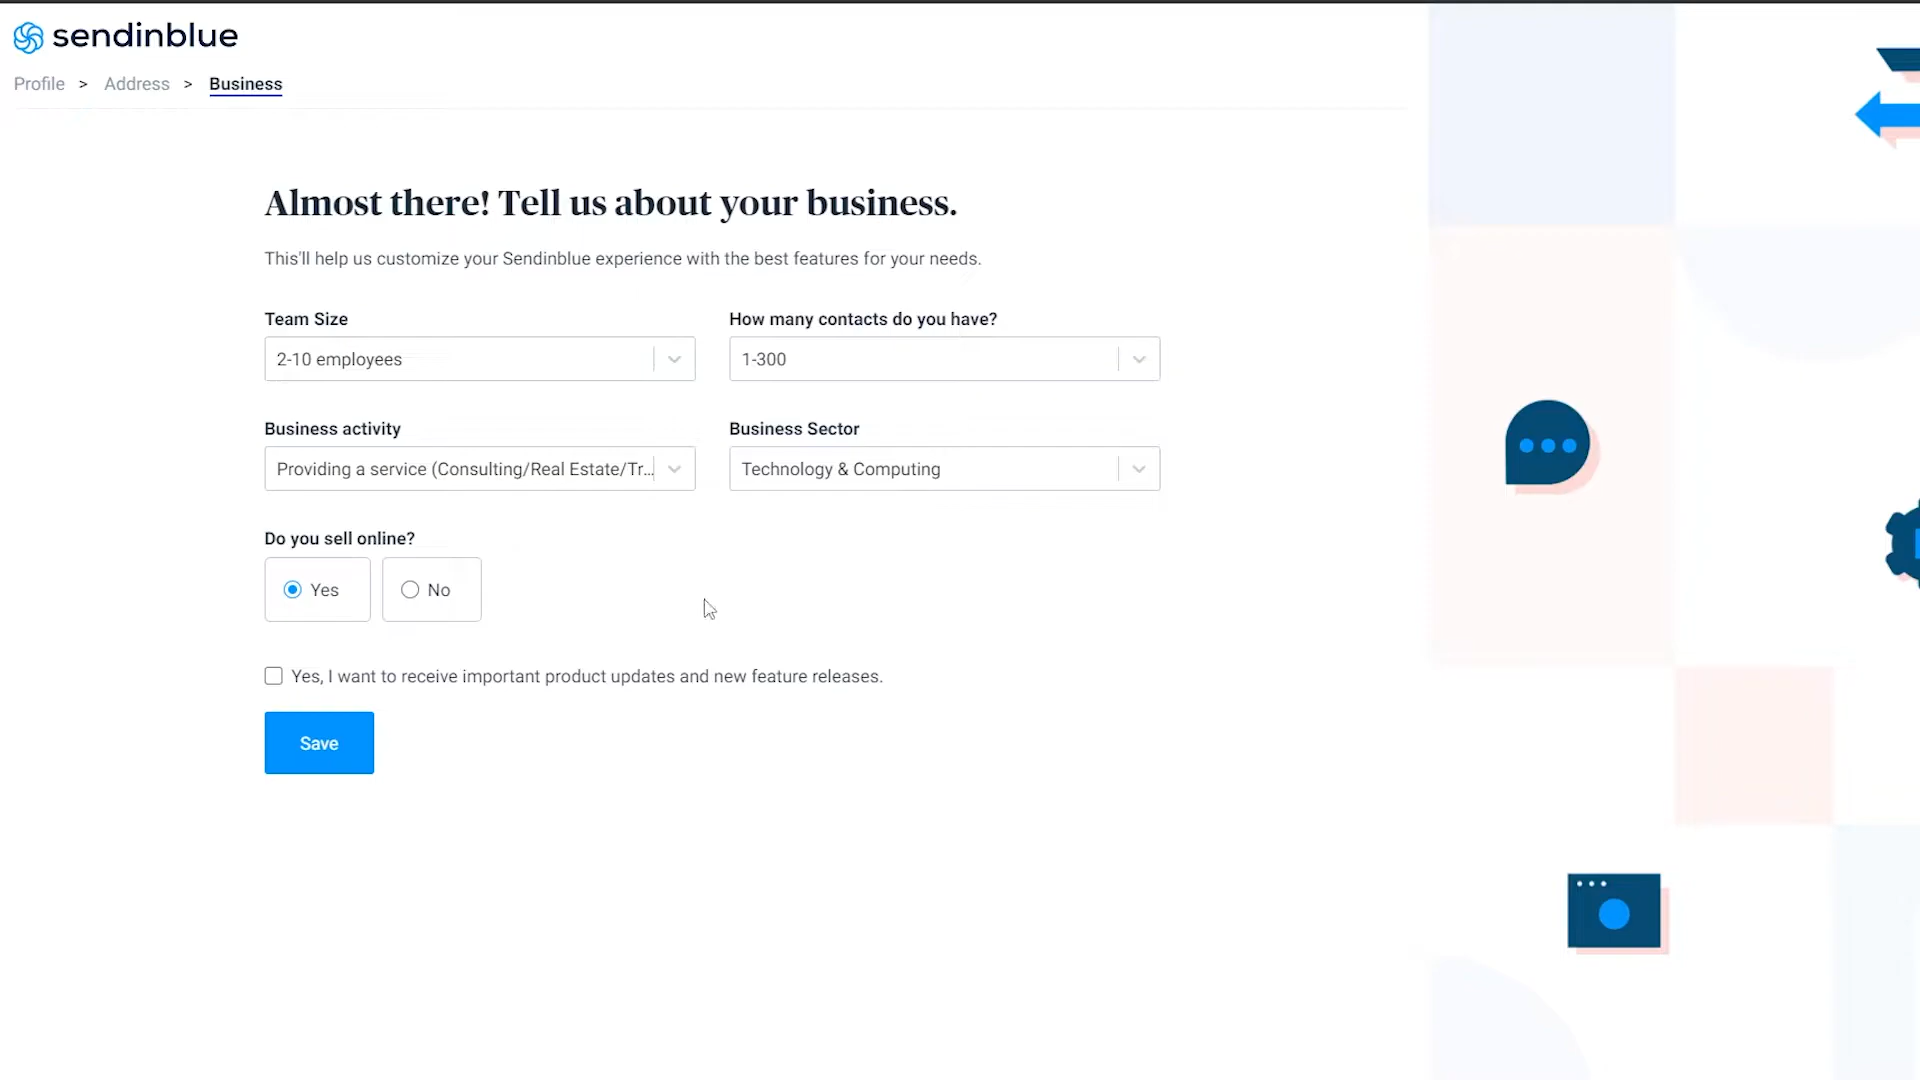 sendinblue
Profile > Address > Business
Almost there! Tell us about your business.
This'll help us customize your Sendinblue experience with the best features for your needs.
Team Size
2-10 employees
How many contacts do you have?
1-300
Business activity
Providing a service (Consulting/Real Estate/Tr...
Business Sector
Technology & Computing
Do you sell online?
Yes
No
Yes, I want to receive important product updates and new feature releases.
Save